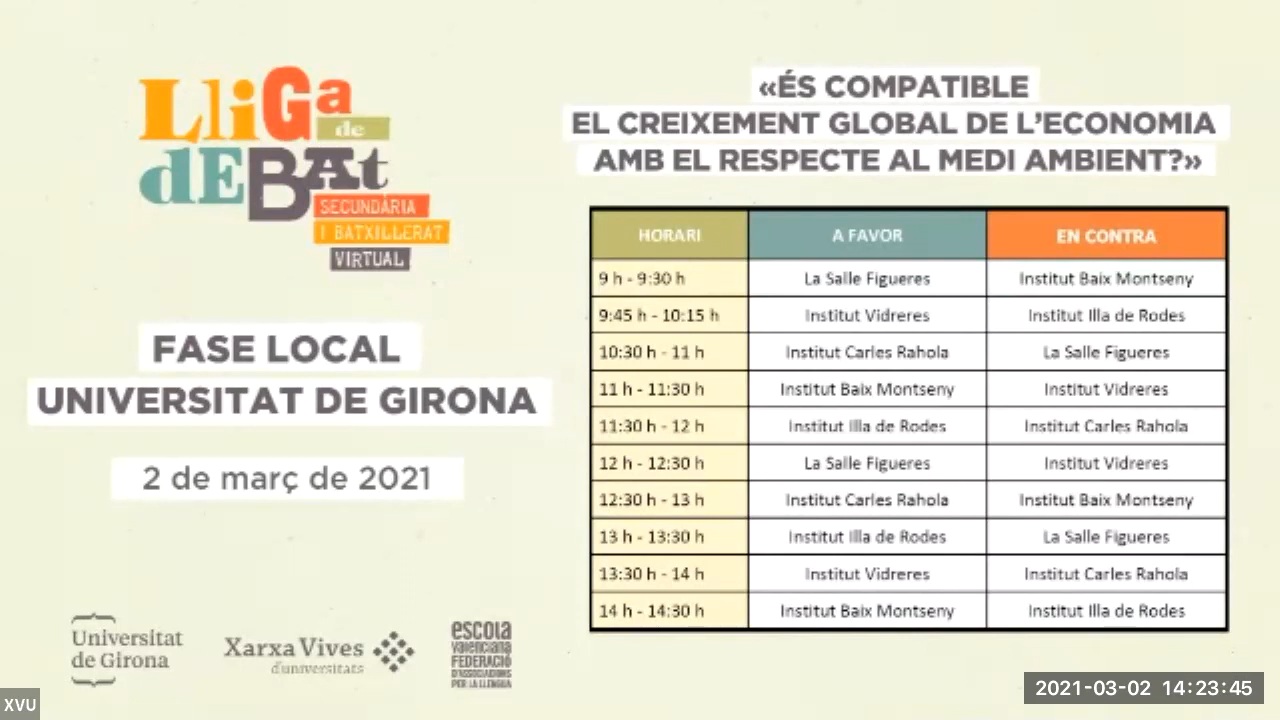 LLiGa
de
dEBAt
SECUNDÀRIA
I BATXILLERAT
VIRTUAL
FASE LOCAL
UNIVERSITAT DE GIRONA
2 de març de 2021
«ÉS COMPATIBLE
EL CREIXEMENT GLOBAL DE L'ECONOMIA
AMB EL RESPECTE AL MEDI AMBIENT?»
HORARI A FAVOR EN CONTRA
9 h - 9:30 h La Salle Figueres Institut Baix Montseny
9:45 h - 10:15 h Institut Vidreres Institut Illa de Rodes
10:30 h - 11 h Institut Carles Rahola La Salle Figueres
11 h - 11:30 h Institut Baix Montseny Institut Vidreres
11:30 h - 12 h Institut Illa de Rodes Institut Carles Rahola
12 h - 12:30 h La Salle Figueres Institut Vidreres
12:30 h - 13 h Institut Carles Rahola Institut Baix Montseny
13 h - 13:30 h Institut Illa de Rodes La Salle Figueres
13:30 h - 14 h Institut Vidreres Institut Carles Rahola
14 h - 14:30 h Institut Baix Montseny Institut Illa de Rodes
Universitat
de Girona
Xarxa Vives
d'universitats
escola
valenciana
FEDERACIÓ
D'ASSOCIACIONS
PER LA LLENGUA
2021-03-02 14:23:45
XVU